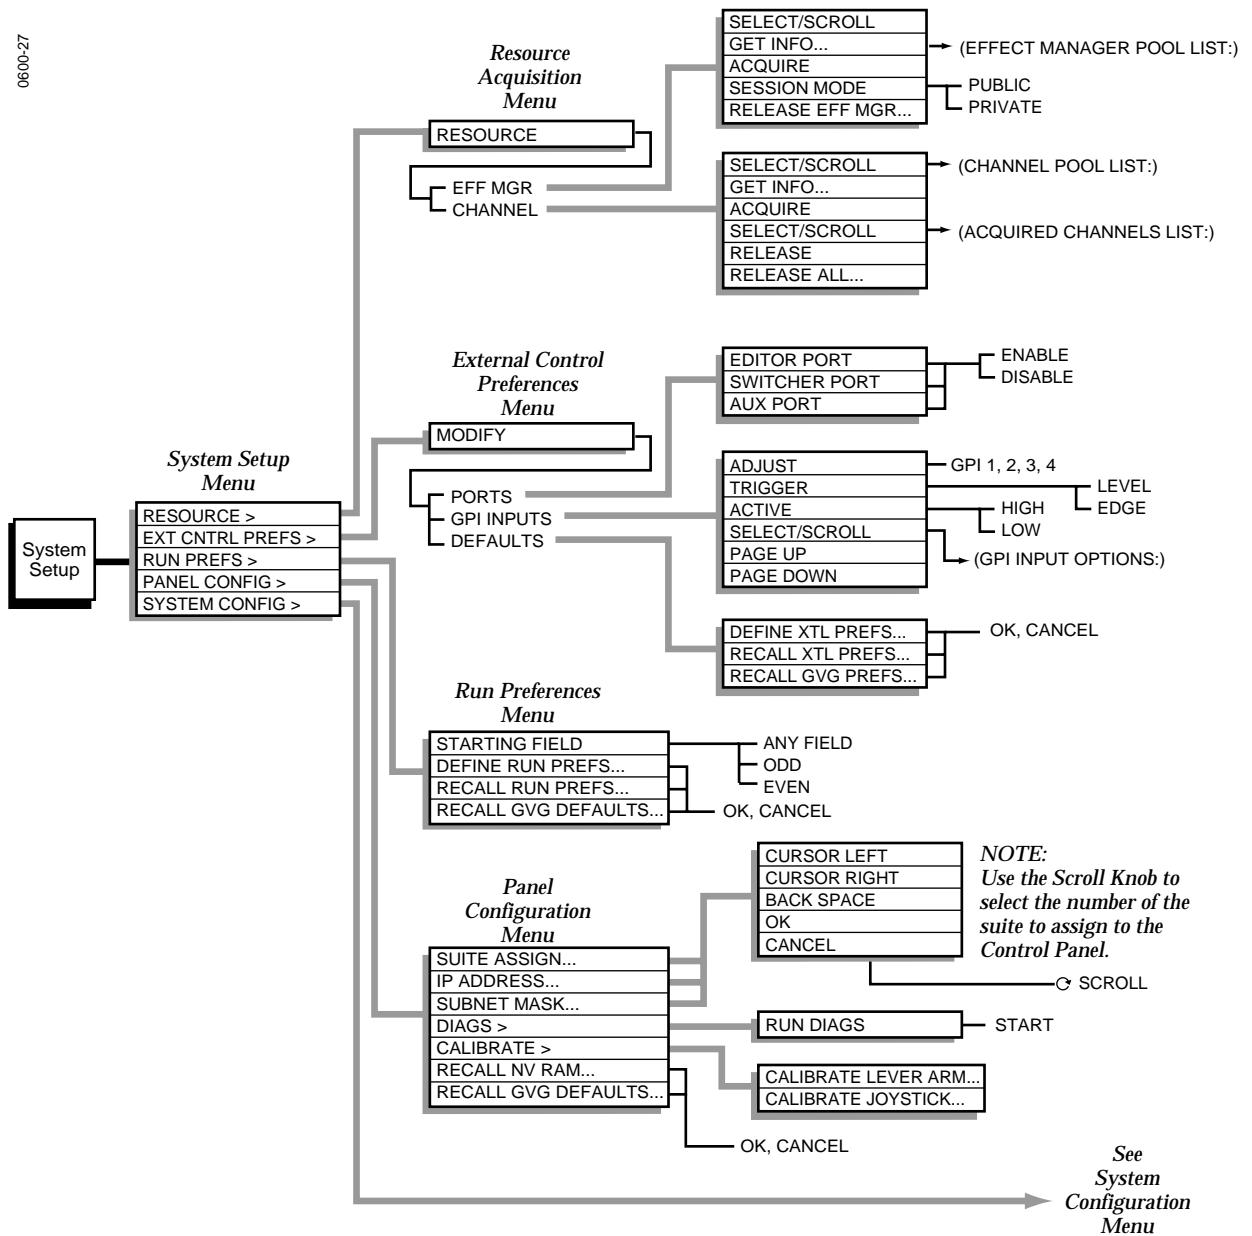 0600-27
Resource
Acquisition
Menu
RESOURCE
EFF MGR
CHANNEL
SELECT/SCROLL
GET INFO...
(EFFECT MANAGER POOL LIST:)
ACQUIRE
SESSION MODE
PUBLIC
PRIVATE
RELEASE EFF MGR...
SELECT/SCROLL
(CHANNEL POOL LIST:)
GET INFO...
ACQUIRE
SELECT/SCROLL
(ACQUIRED CHANNELS LIST:)
RELEASE
RELEASE ALL...
External Control
Preferences
Menu
MODIFY
PORTS
GPI INPUTS
DEFAULTS
EDITOR PORT
SWITCHER PORT
AUX PORT
ENABLE
DISABLE
ADJUST
GPI 1, 2, 3, 4
TRIGGER
LEVEL
EDGE
ACTIVE
HIGH
LOW
SELECT/SCROLL
(GPI INPUT OPTIONS:)
PAGE UP
PAGE DOWN
DEFINE XTL PREFS...
RECALL XTL PREFS...
RECALL GVG PREFS...
OK, CANCEL
System Setup
Menu
System
Setup
RESOURCE >
EXT CNTRL PREFS >
RUN PREFS >
PANEL CONFIG >
SYSTEM CONFIG >
Run Preferences
Menu
STARTING FIELD
ANY FIELD
ODD
EVEN
DEFINE RUN PREFS...
RECALL RUN PREFS...
RECALL GVG DEFAULTS...
OK, CANCEL
Panel
Configuration
Menu
SUITE ASSIGN...
IP ADDRESS...
SUBNET MASK...
DIAGS >
CALIBRATE >
RECALL NV RAM...
RECALL GVG DEFAULTS...
OK, CANCEL
CURSOR LEFT
CURSOR RIGHT
BACK SPACE
OK
CANCEL
SCROLL
NOTE:
Use the Scroll Knob to
select the number of the
suite to assign to the
Control Panel.
RUN DIAGS
START
CALIBRATE LEVER ARM...
CALIBRATE JOYSTICK...
See
System
Configuration
Menu